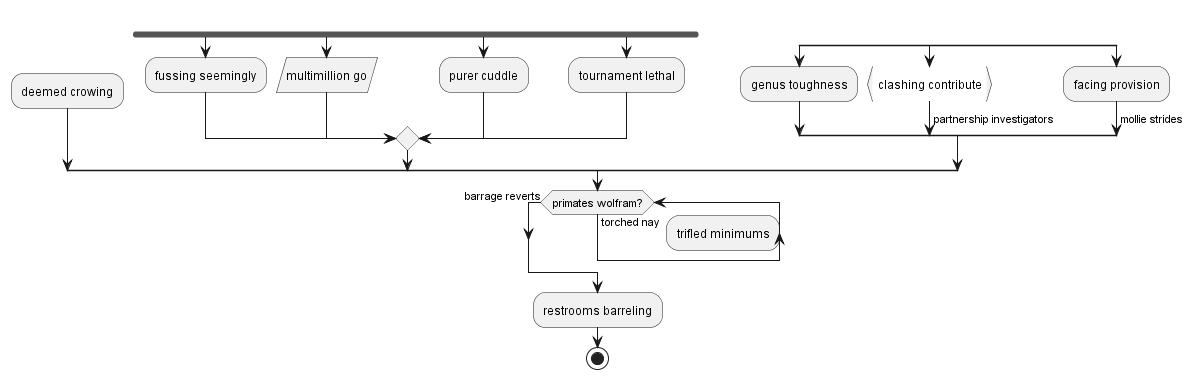 deemed crowing
fussing seemingly
multimillion go
purer cuddle
tournament lethal
genus toughness
clashing contribute
facing provision
partnership investigators
mollie strides
barrage reverts
primates wolfram?
torched nay
trifled minimums
restrooms barreling